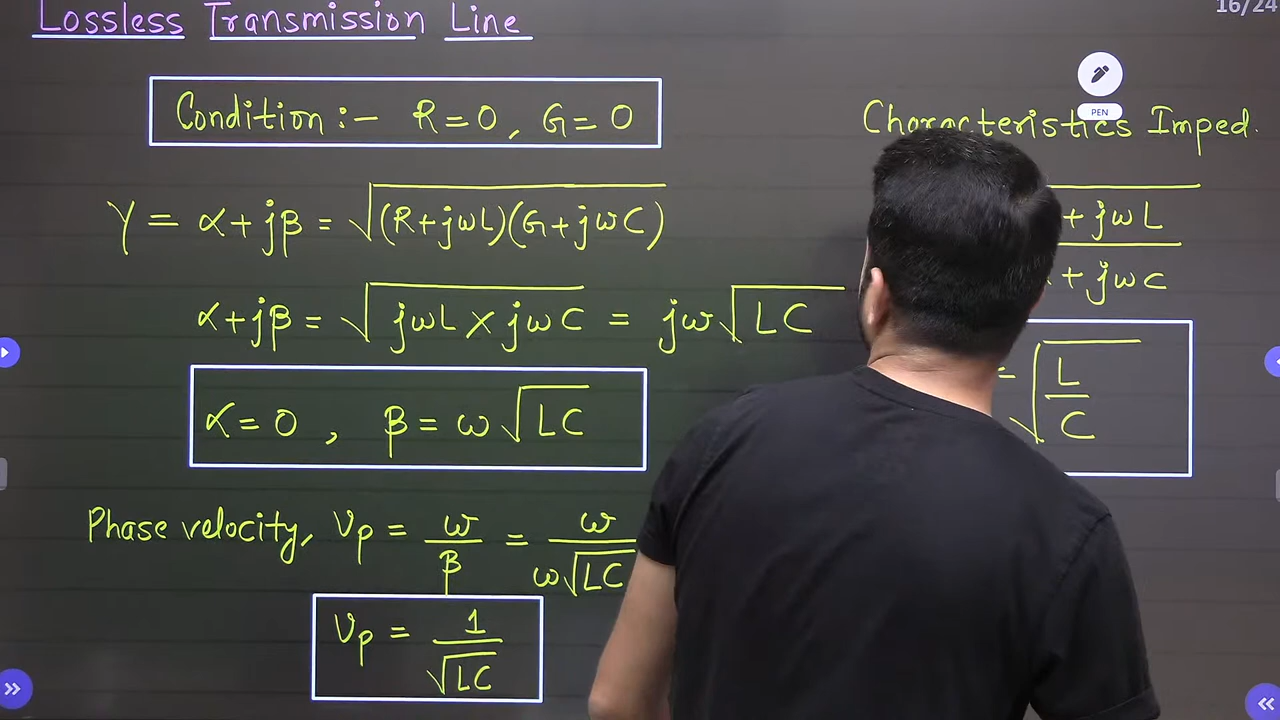 Lossless Transmission Line
16/24
PEN
Condition :- R=0, G=0
Characteristics Imped.
γ = α+jβ = √(R+jωL)(G+jωC)
+jωL
+jωC
α+jβ = √jωL×jωC = jω√LC
= √L/C
α=0, β=ω√LC
Phase velocity, Vp = ω/β = ω/ω√LC
Vp = 1/√LC